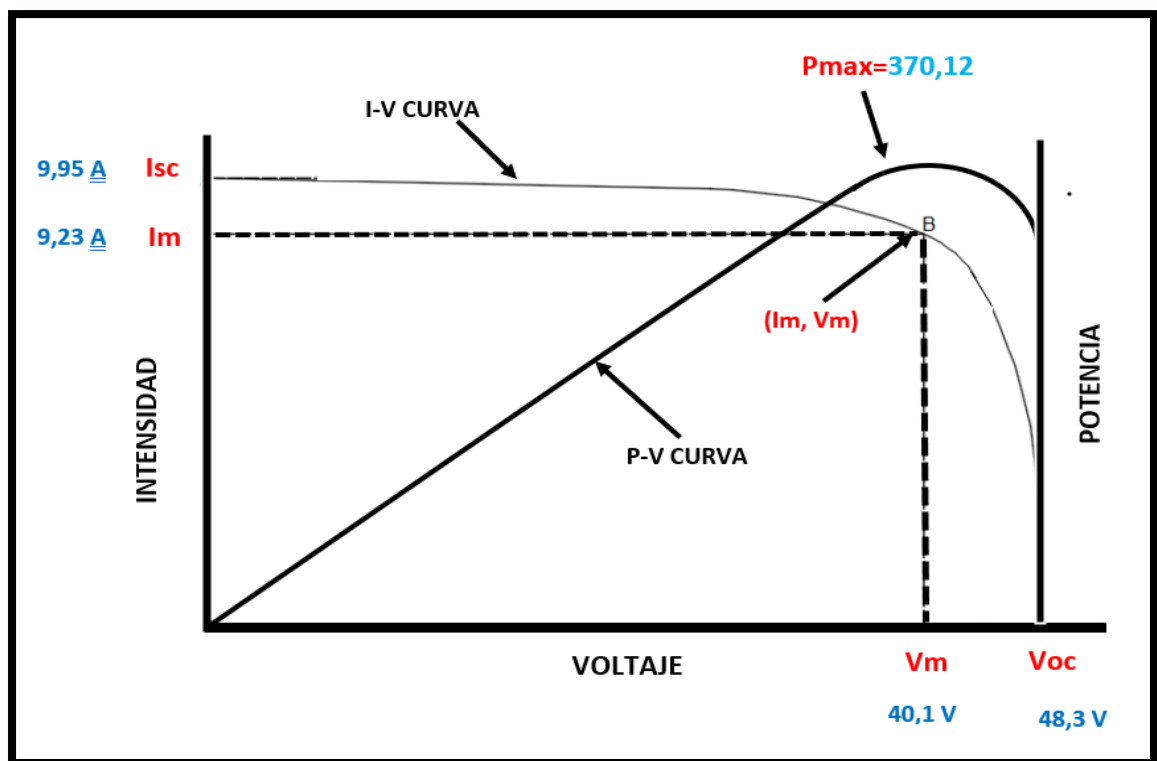 Pmax=370,12
I-V CURVA
9,95 A Isc
9,23 A Im
B
(Im, Vm)
INTENSIDAD
POTENCIA
P-V CURVA
VOLTAJE
Vm
Voc
40,1 V
48,3 V